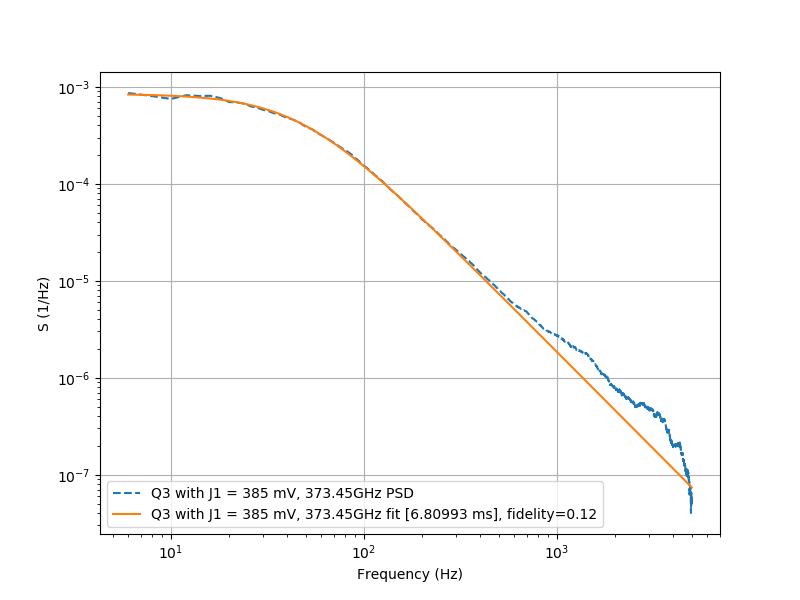 10⁻³
10⁻⁴
10⁻⁵
10⁻⁶
10⁻⁷
S (1/Hz)
Q3 with J1 = 385 mV, 373.45GHz PSD
Q3 with J1 = 385 mV, 373.45GHz fit [6.80993 ms], fidelity=0.12
10¹ 10² 10³
Frequency (Hz)